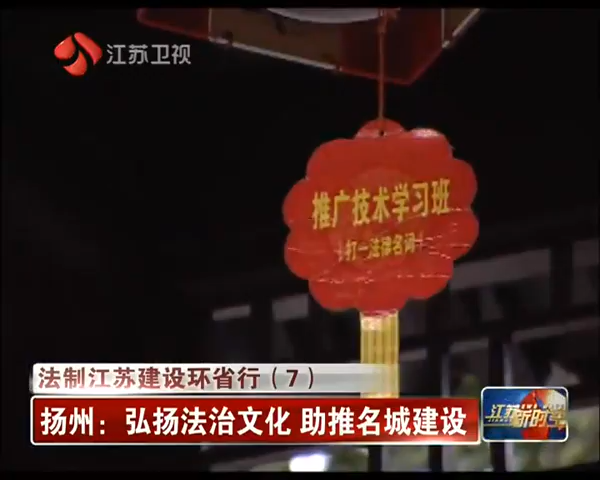 江苏卫视
推广技术学习班
(打一法律名词)
法制江苏建设环省行(7)
扬州：弘扬法治文化 助推名城建设
江苏新时空